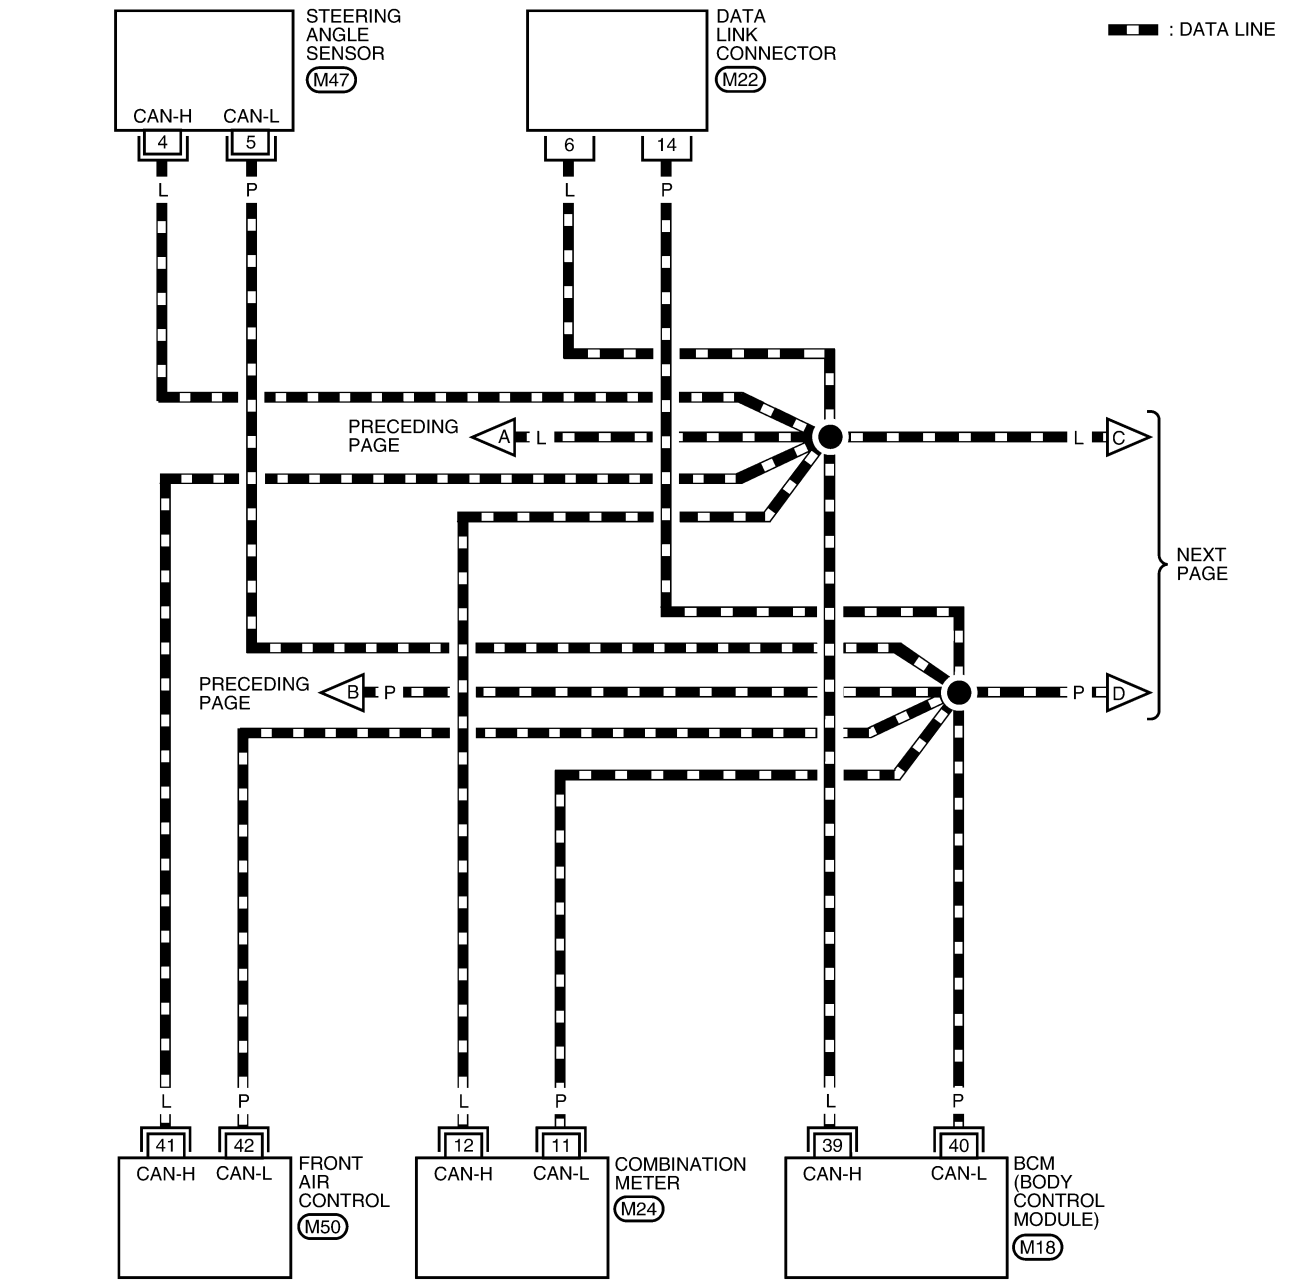 STEERING
ANGLE
SENSOR
M47
DATA
LINK
CONNECTOR
M22
: DATA LINE
CAN-H CAN-L
4 5
6 14
L P
L P
PRECEDING
PAGE
A L
L C
NEXT
PAGE
PRECEDING
PAGE
B P
P D
L P
L P
L P
41 42
12 11
39 40
CAN-H CAN-L
FRONT
AIR
CONTROL
M50
CAN-H CAN-L
COMBINATION
METER
M24
CAN-H CAN-L
BCM
(BODY
CONTROL
MODULE)
M18